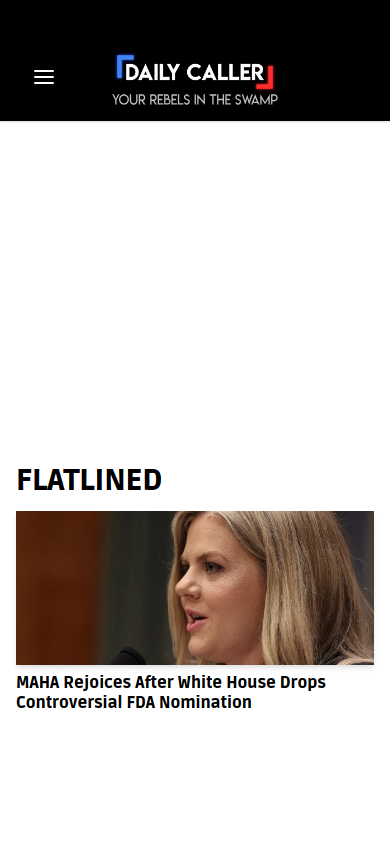 DAILY CALLER
YOUR REBELS IN THE SWAMP
FLATLINED
MAHA Rejoices After White House Drops
Controversial FDA Nomination